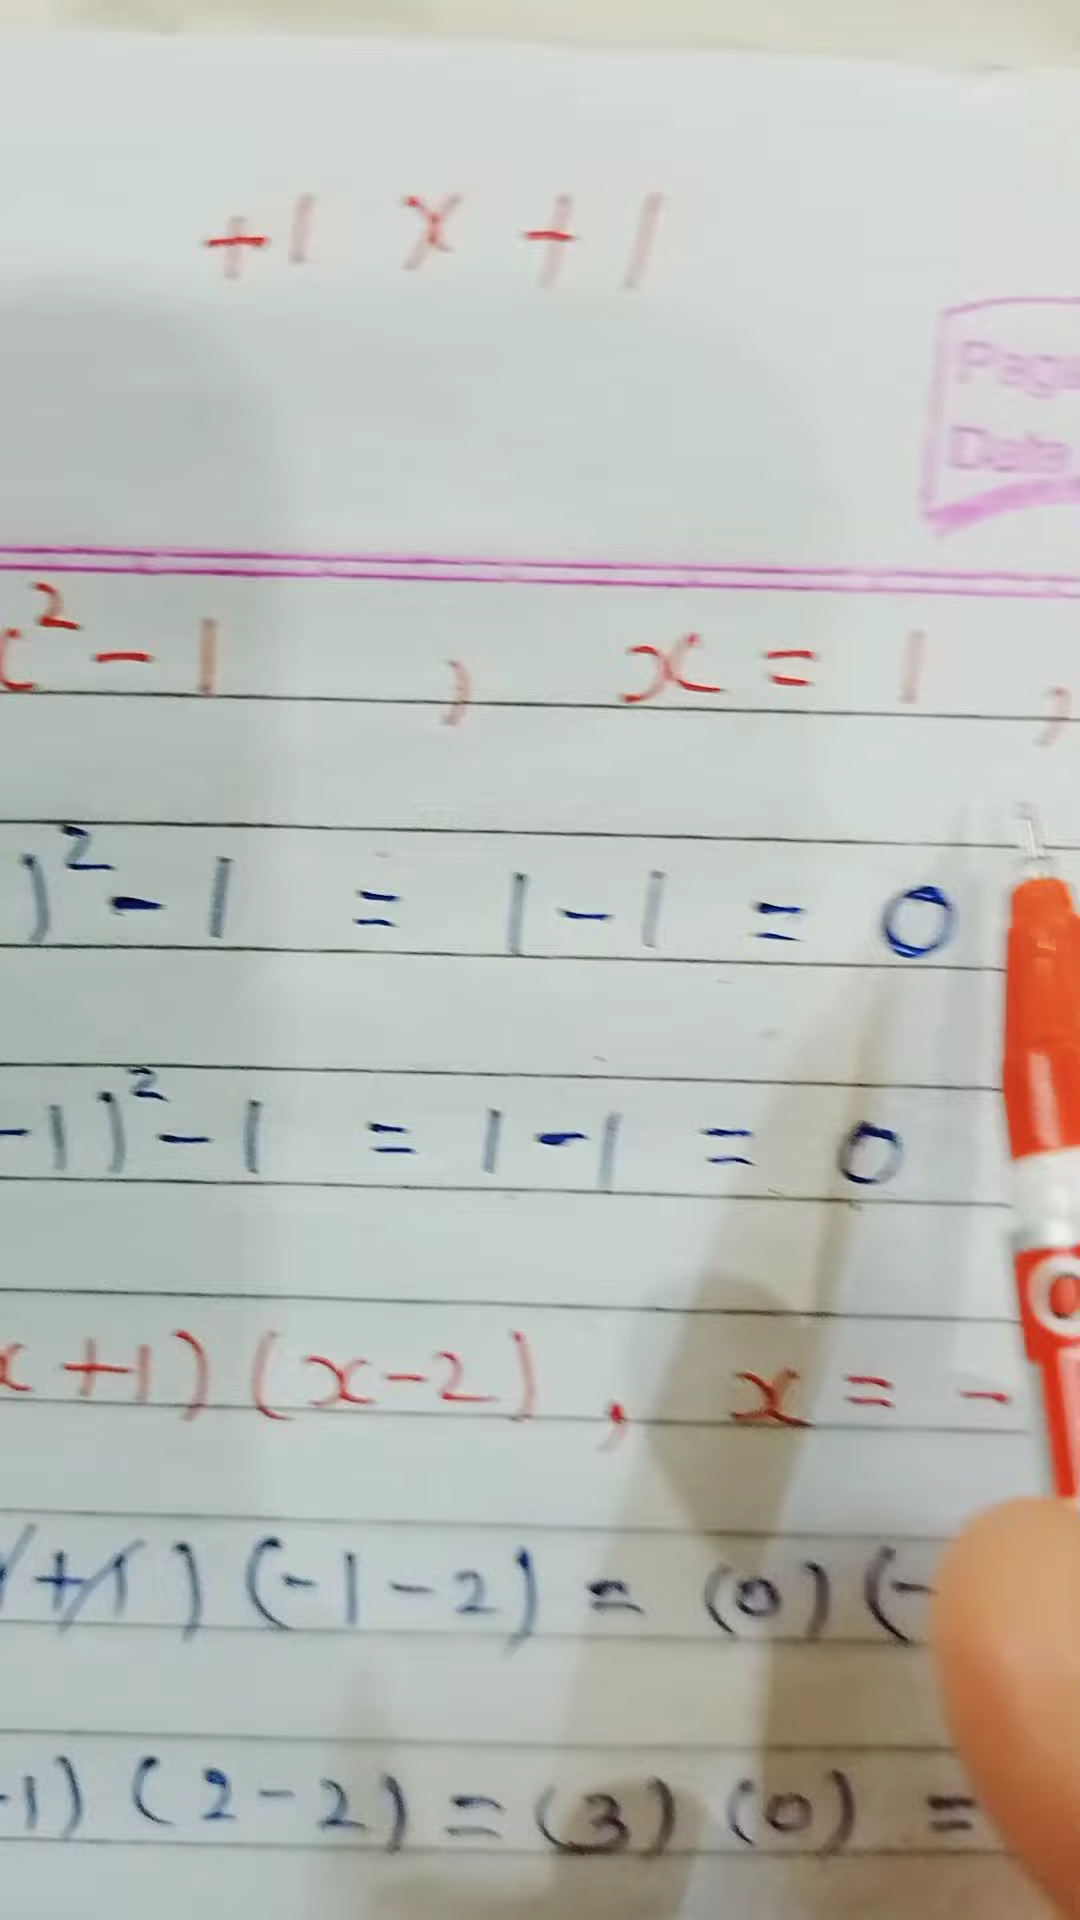 +1 x +1
Page
Date
x² - 1 , x = 1 ,
)² - 1 = 1 - 1 = 0
-1)² - 1 = 1 - 1 = 0
x +1) (x-2) , x = -
+1) (-1-2) = (0) (-
1) (2-2) = (3) (0) =